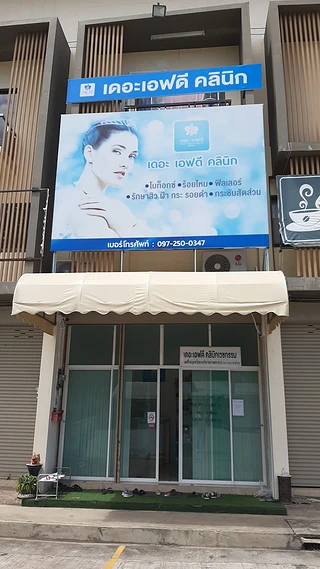 เดอะเอฟดี คลินิก
เดอะ เอฟดี คลินิก
•โบท็อกซ์ •ร้อยไหม •ฟิลเลอร์
•รักษาสิว ฝ้า กระ รอยดำ •กระชับสัดส่วน
เบอร์โทรศัพท์ : 097-250-0347
เดอะเอฟดี คลินิกเวชกรรม